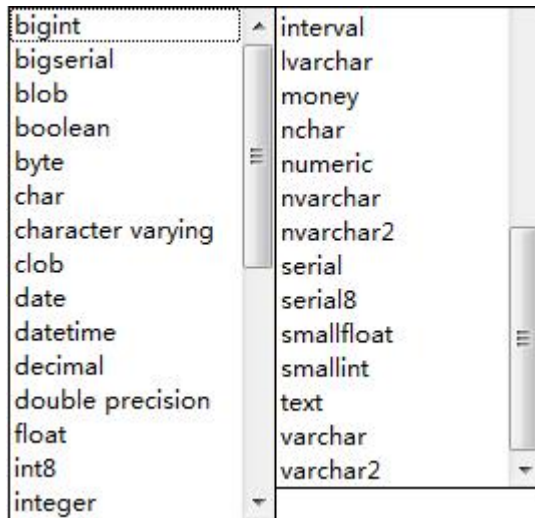 bigint
bigserial
blob
boolean
byte
char
character varying
clob
date
datetime
decimal
double precision
float
int8
integer
interval
lvarchar
money
nchar
numeric
nvarchar
nvarchar2
serial
serial8
smallfloat
smallint
text
varchar
varchar2